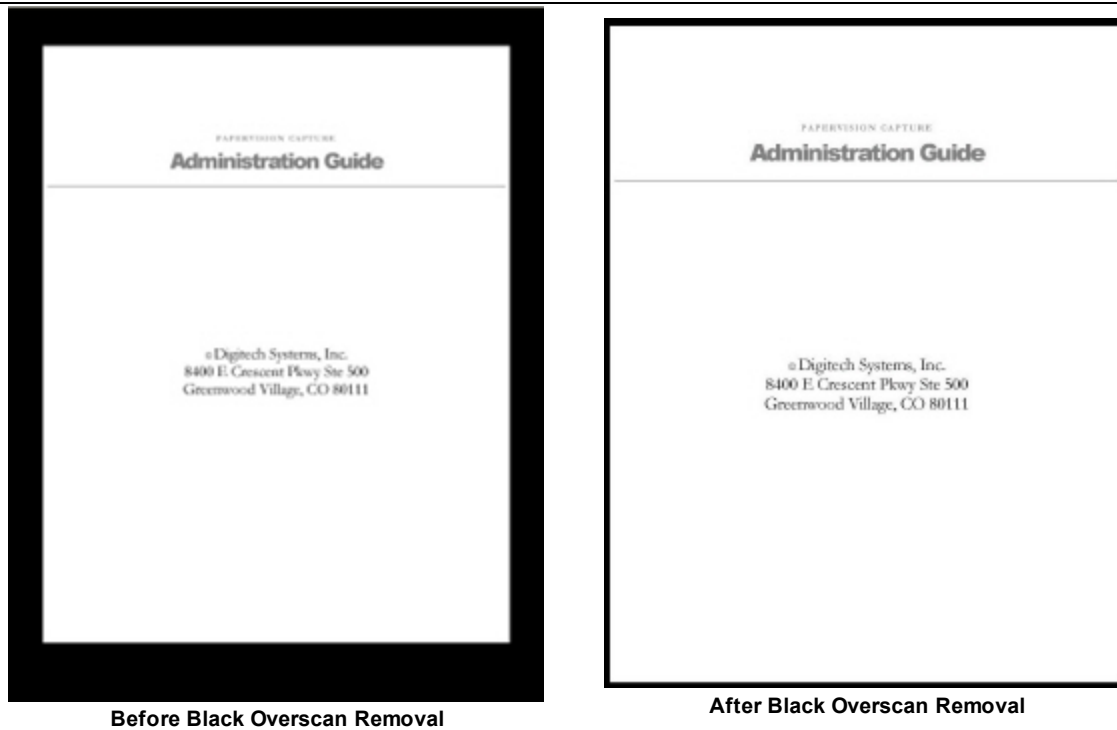 PAPERVISION CAPTURE
Administration Guide
©Digitech Systems, Inc.
8400 E Crescent Pkwy Ste 500
Greenwood Village, CO 80111
Before Black Overscan Removal
PAPERVISION CAPTURE
Administration Guide
©Digitech Systems, Inc.
8400 E Crescent Pkwy Ste 500
Greenwood Village, CO 80111
After Black Overscan Removal